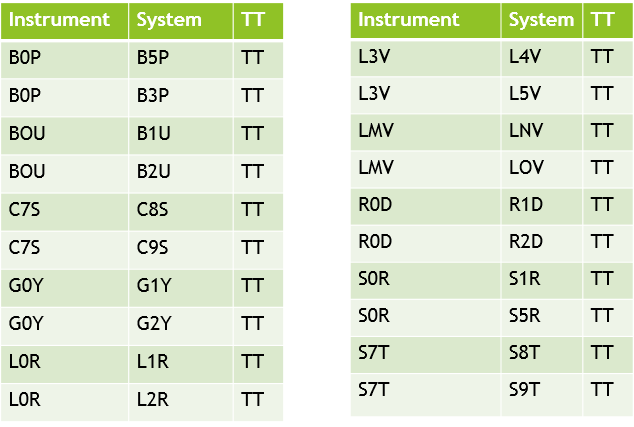 Instrument System TT
B0P B5P TT
B0P B3P TT
BOU B1U TT
BOU B2U TT
C7S C8S TT
C7S C9S TT
G0Y G1Y TT
G0Y G2Y TT
L0R L1R TT
L0R L2R TT
Instrument System TT
L3V L4V TT
L3V L5V TT
LMV LNV TT
LMV LOV TT
R0D R1D TT
R0D R2D TT
S0R S1R TT
S0R S5R TT
S7T S8T TT
S7T S9T TT